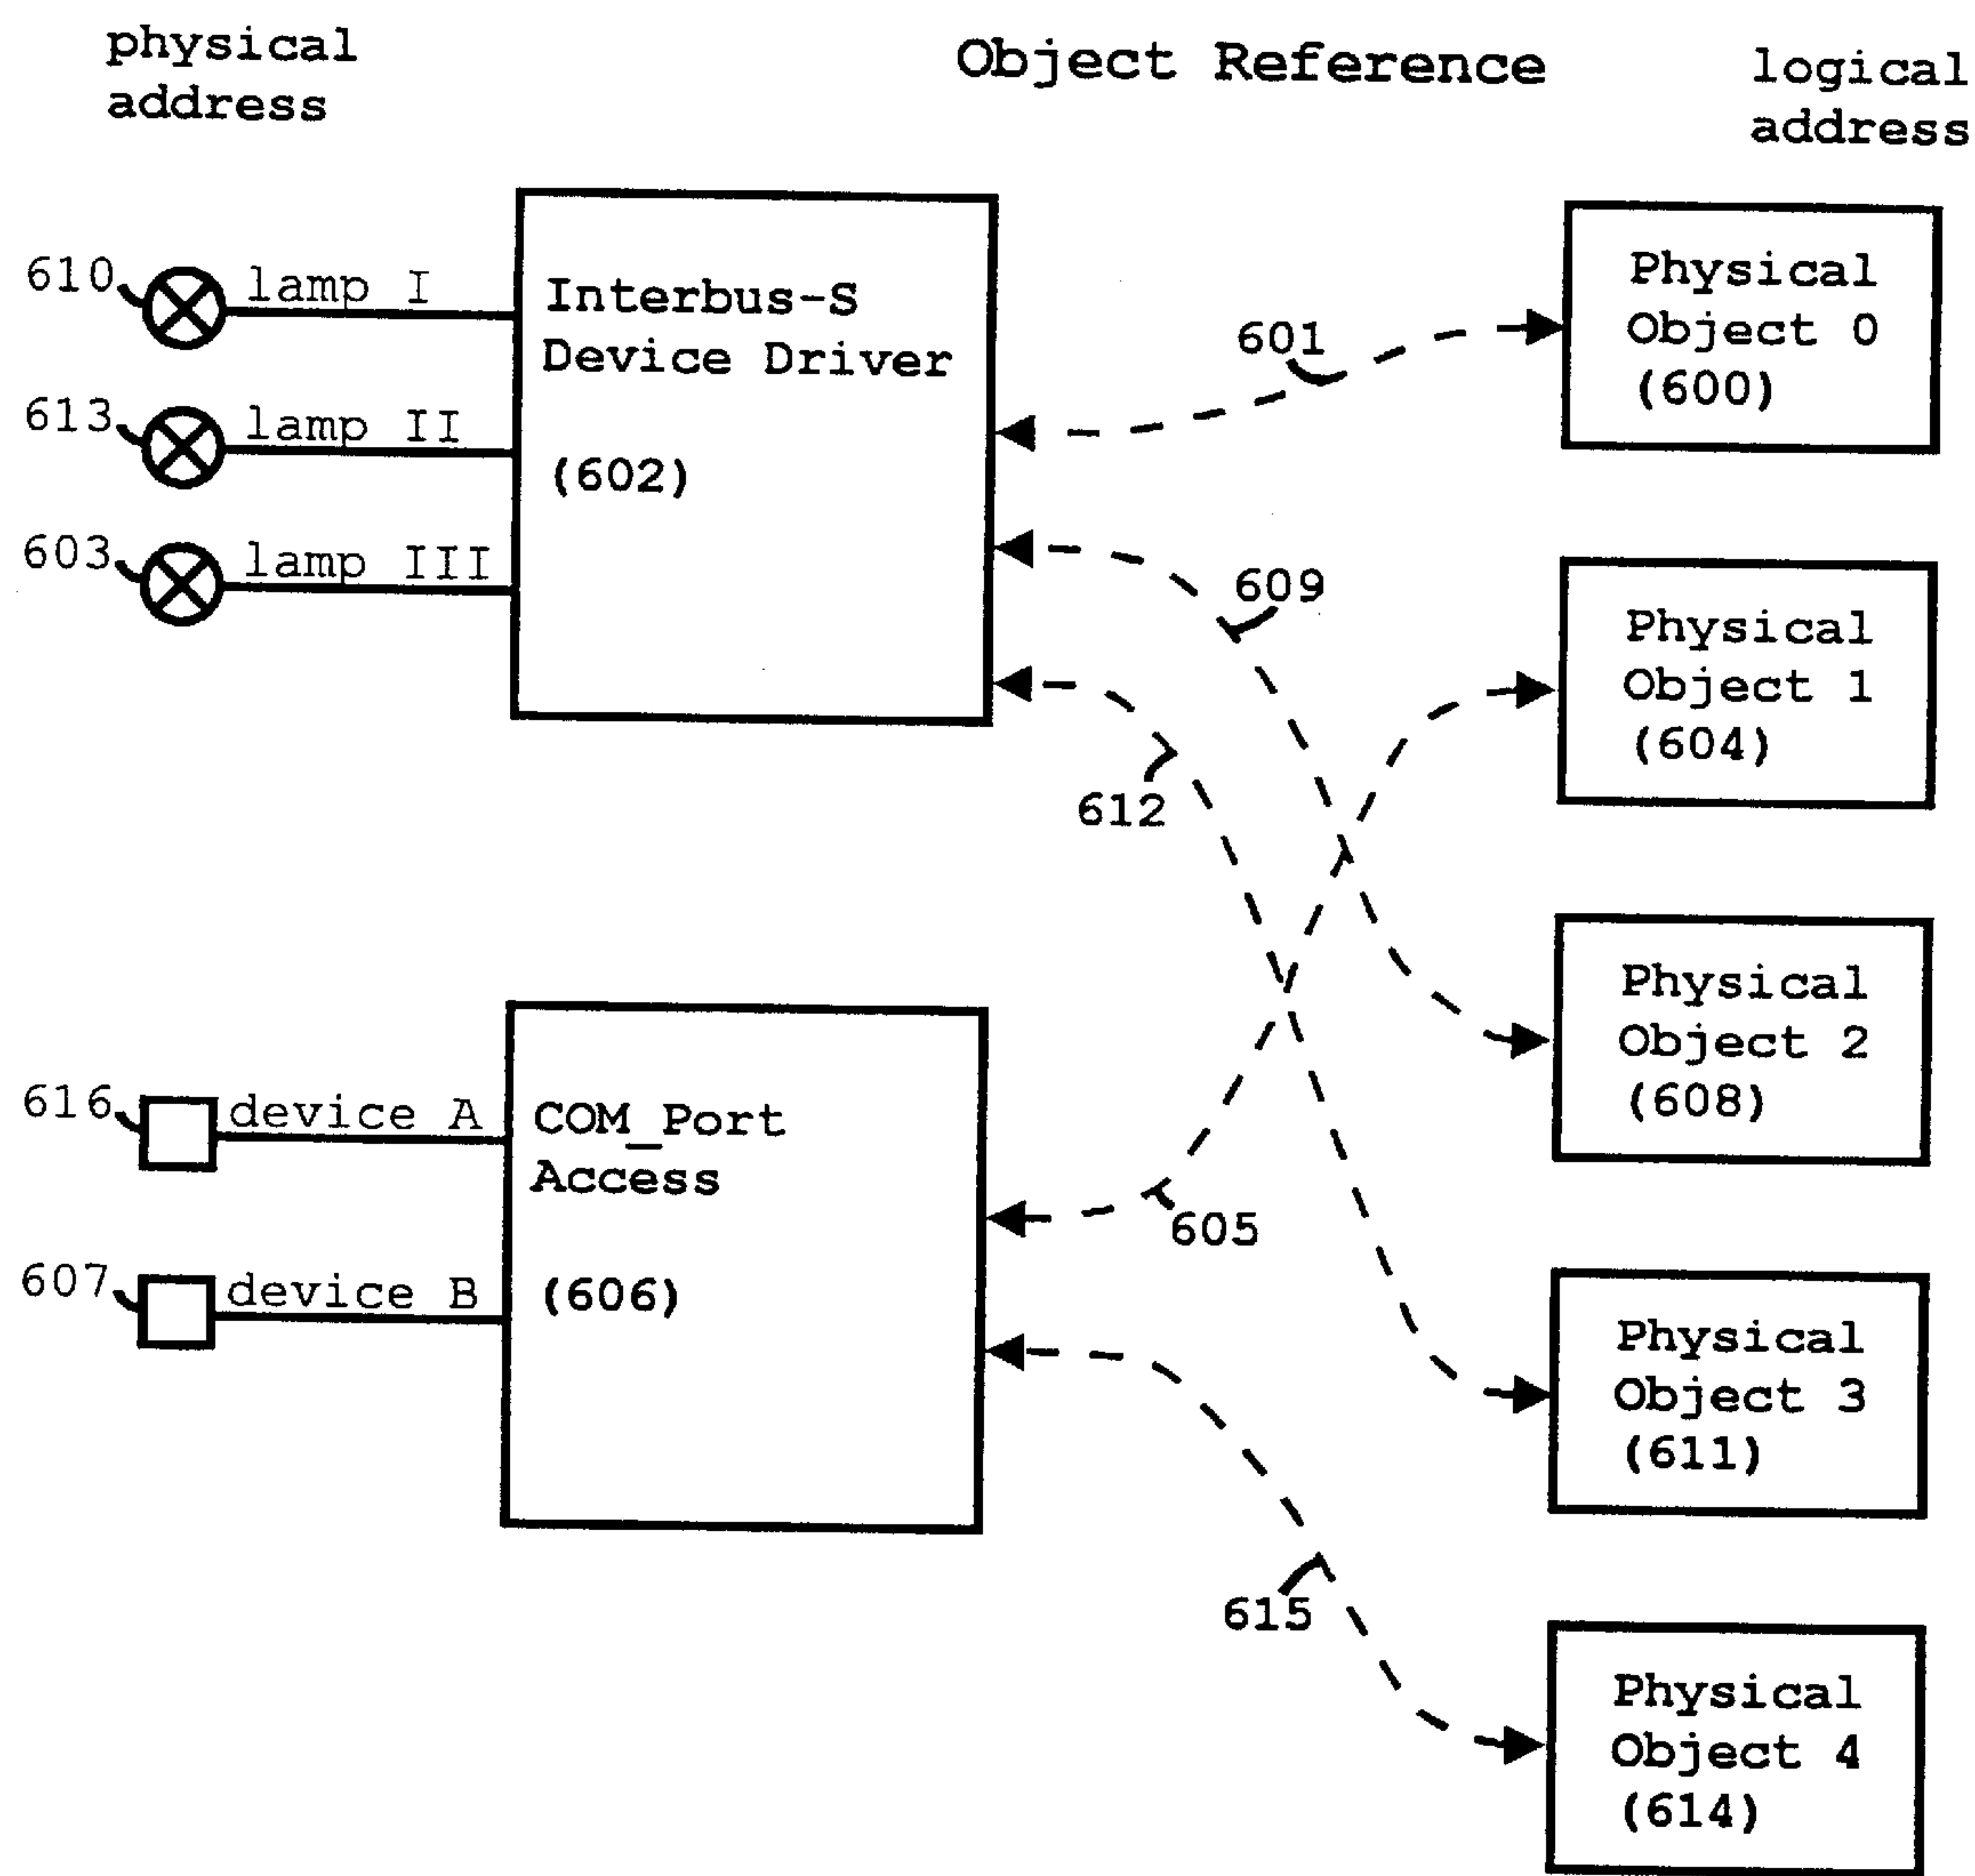 physical
address
Object Reference
logical
address
610
lamp I
613
lamp II
603
lamp III
Interbus-S
Device Driver
(602)
601
609
612
Physical
Object 0
(600)
Physical
Object 1
(604)
Physical
Object 2
(608)
616
device A
607
device B
COM_Port
Access
(606)
605
615
Physical
Object 3
(611)
Physical
Object 4
(614)